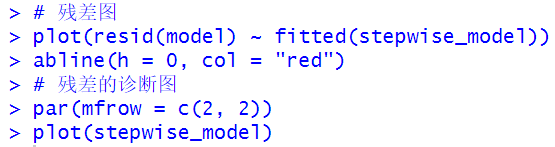 > # 残差图
> plot(resid(model) ~ fitted(stepwise_model))
> abline(h = 0, col = "red")
> # 残差的诊断图
> par(mfrow = c(2, 2))
> plot(stepwise_model)